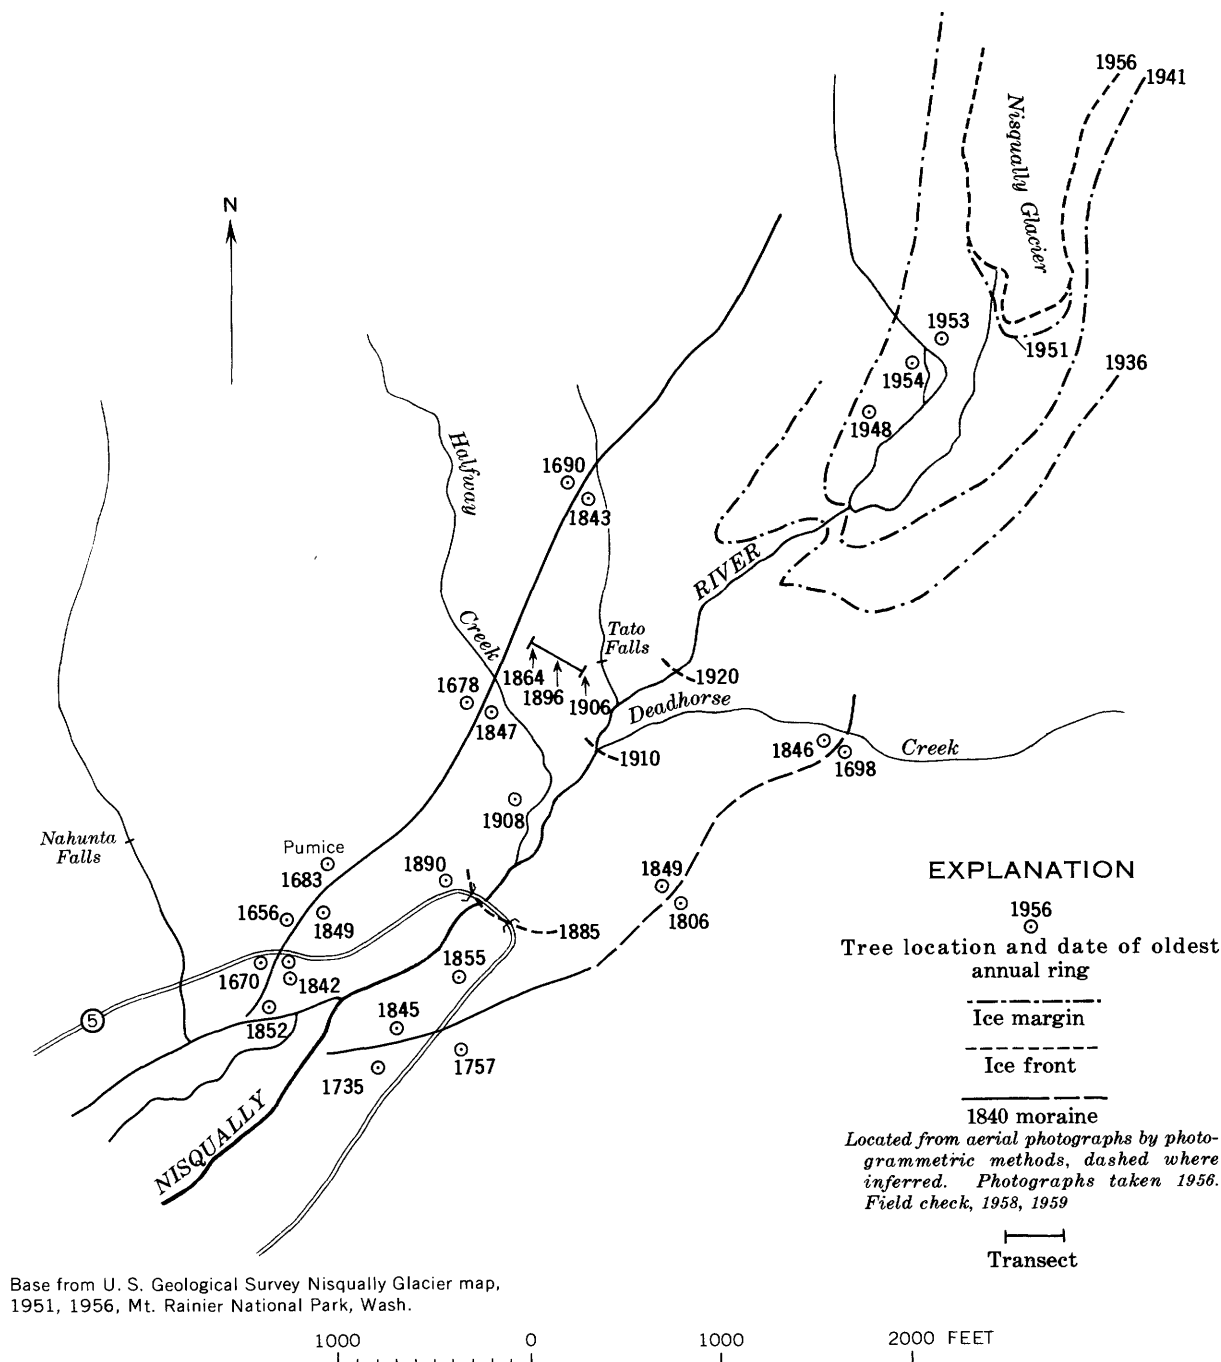 1956
1941
Nisqually Glacier
N
1953
1951
1954
1936
1948
Halfway
1690
1843
RIVER
Creek
Tato
Falls
1864
1896
1906
1920
1678
1847
Deadhorse
1910
1846
1698
Creek
1908
Nahunta
Falls
Pumice
1683
1890
1849
1806
1656
1849
1885
EXPLANATION
1956
Tree location and date of oldest
annual ring
Ice margin
Ice front
1840 moraine
Located from aerial photographs by photo-
grammetric methods, dashed where
inferred. Photographs taken 1956.
Field check, 1958, 1959
Transect
1670
1842
1855
5
1852
1845
1735
1757
NISQUALLY
Base from U. S. Geological Survey Nisqually Glacier map,
1951, 1956, Mt. Rainier National Park, Wash.
1000 0 1000 2000 FEET